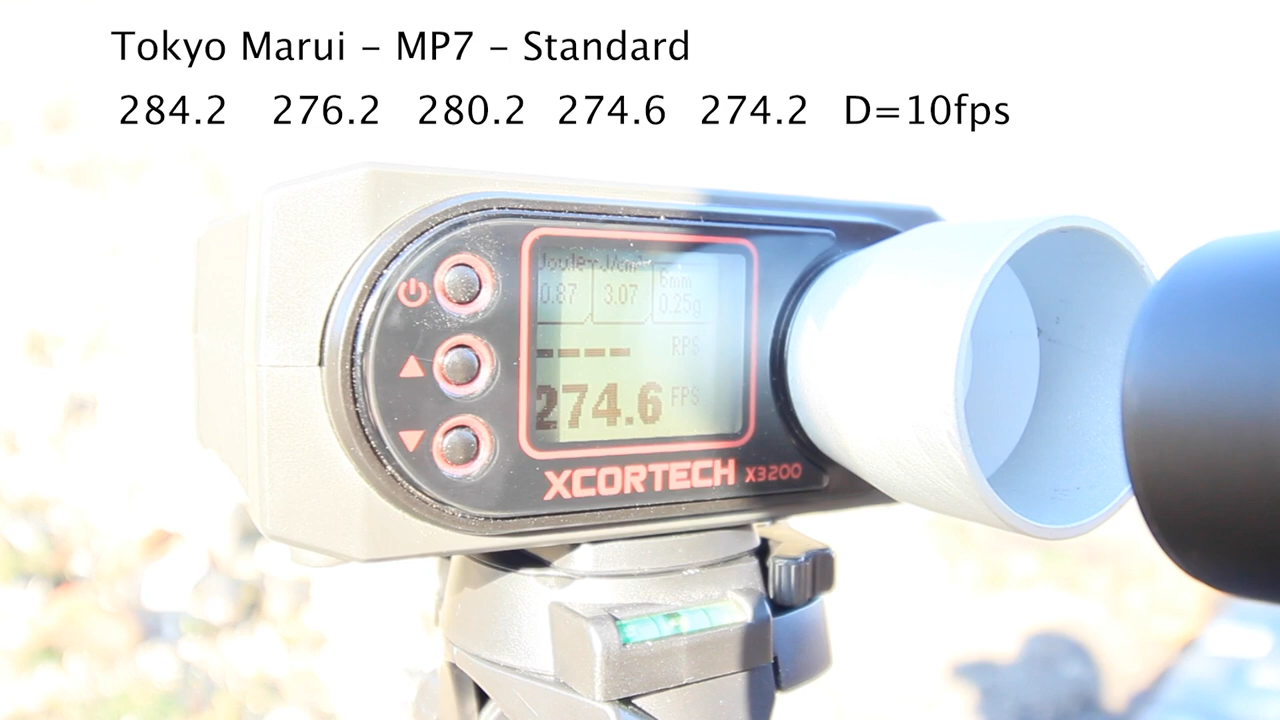 Tokyo Marui – MP7 – Standard
284.2 276.2 280.2 274.6 274.2 D=10fps
Joule J/cm²
6mm
0.87 3.07 0.25g
---- RPS
274.6 FPS
XCORTECH X3200